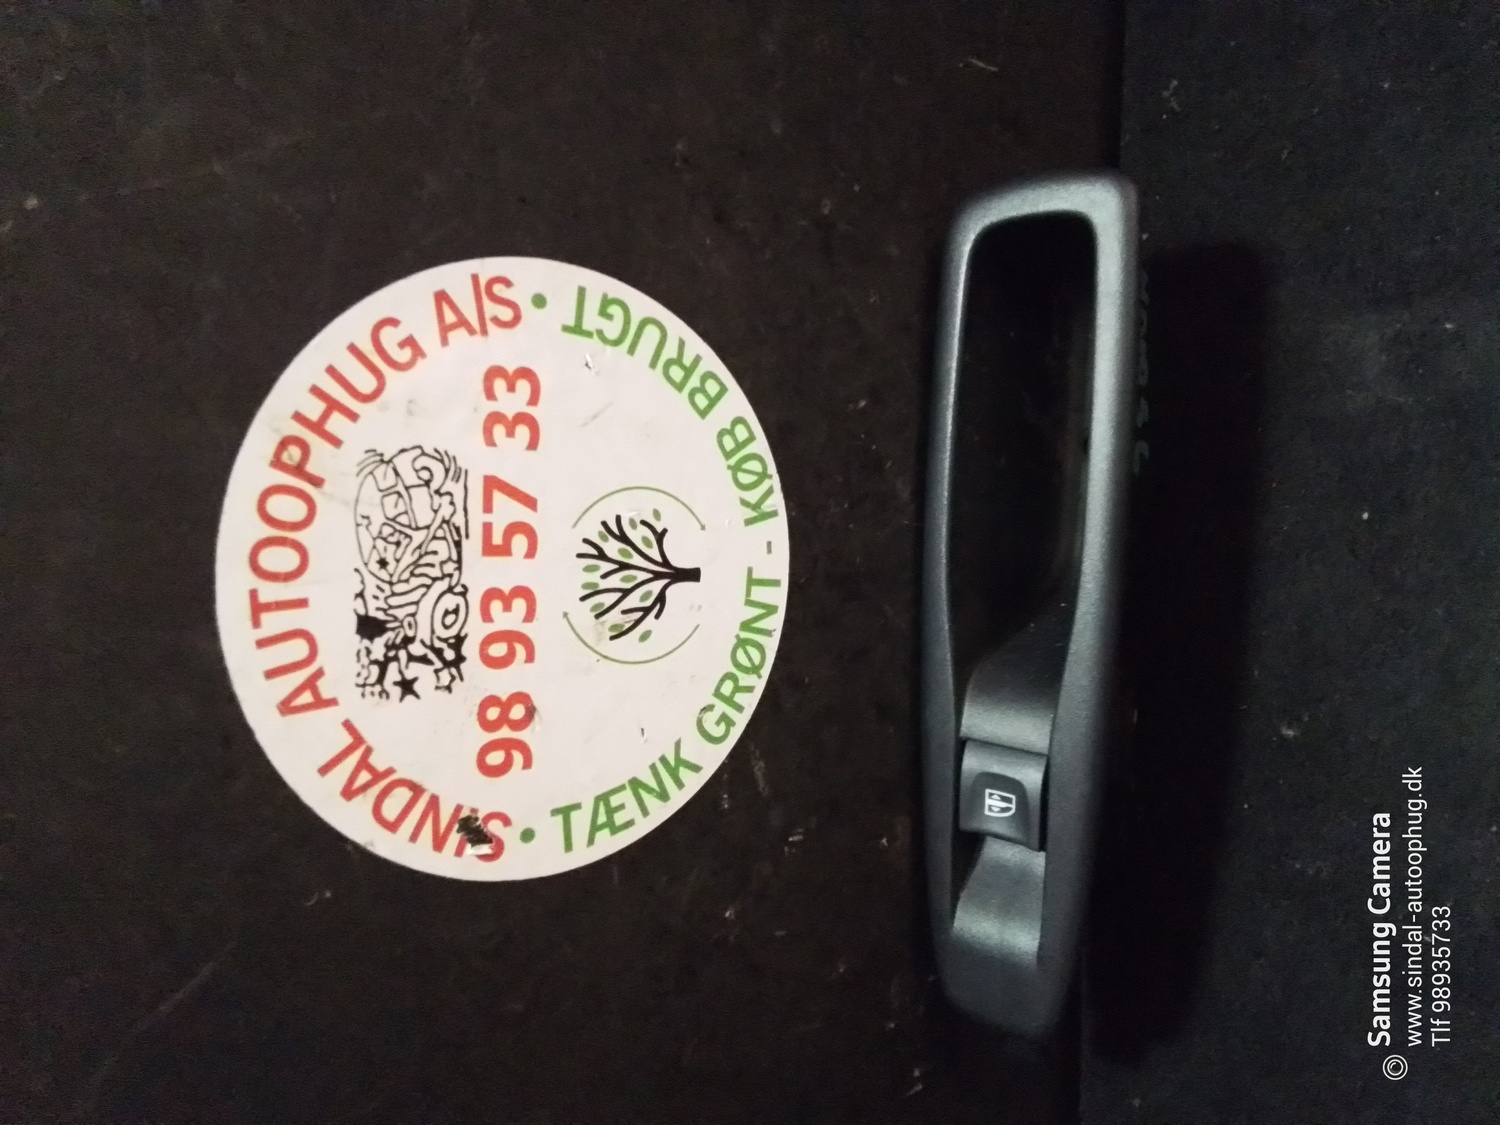 SINDAL AUTOOPHUG A/S
98 93 57 33
• TÆNK GRØNT - KØB BRUGT •
© Samsung Camera
www.sindal-autoophug.dk
Tlf 98935733